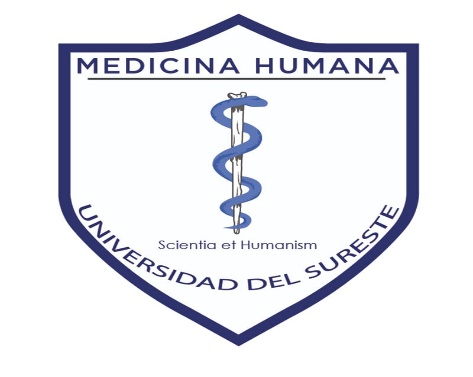 MEDICINA HUMANA
Scientia et Humanism
UNIVERSIDAD DEL SURESTE